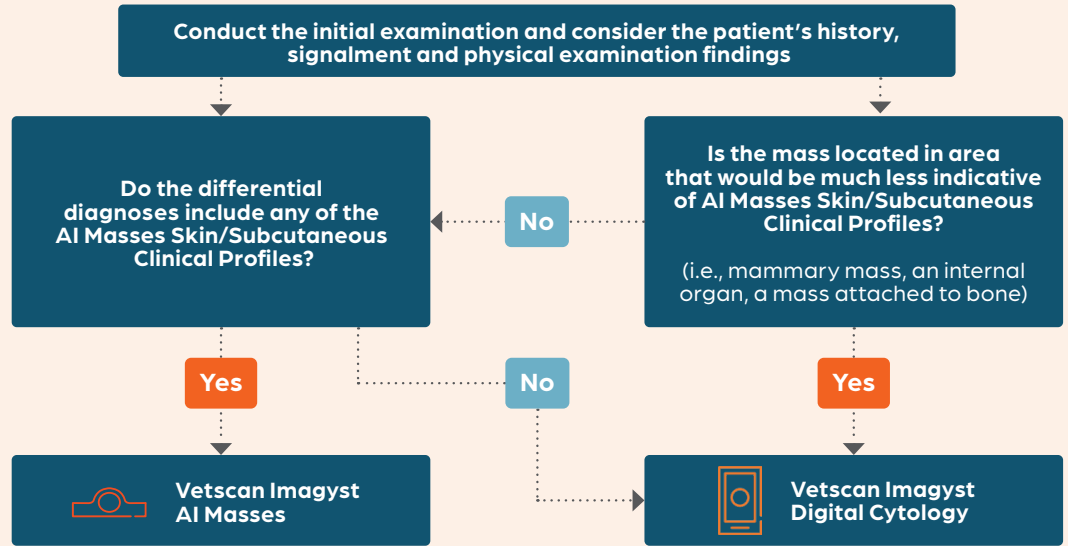 Conduct the initial examination and consider the patient's history,
signalment and physical examination findings
Do the differential
diagnoses include any of the
AI Masses Skin/Subcutaneous
Clinical Profiles?
No
Is the mass located in area
that would be much less indicative
of AI Masses Skin/Subcutaneous
Clinical Profiles?
(i.e., mammary mass, an internal
organ, a mass attached to bone)
Yes
No
Yes
Vetscan Imagyst
AI Masses
Vetscan Imagyst
Digital Cytology